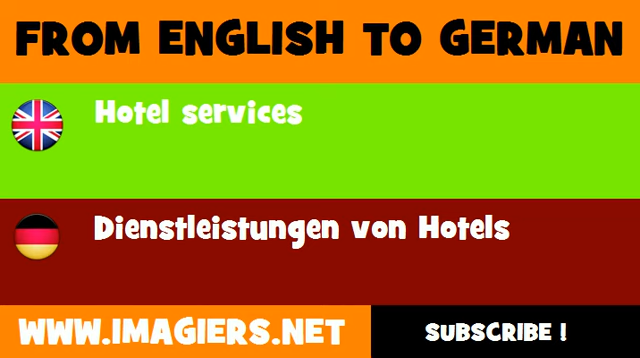 FROM ENGLISH TO GERMAN
Hotel services
Dienstleistungen von Hotels
WWW.IMAGIERS.NET
SUBSCRIBE !